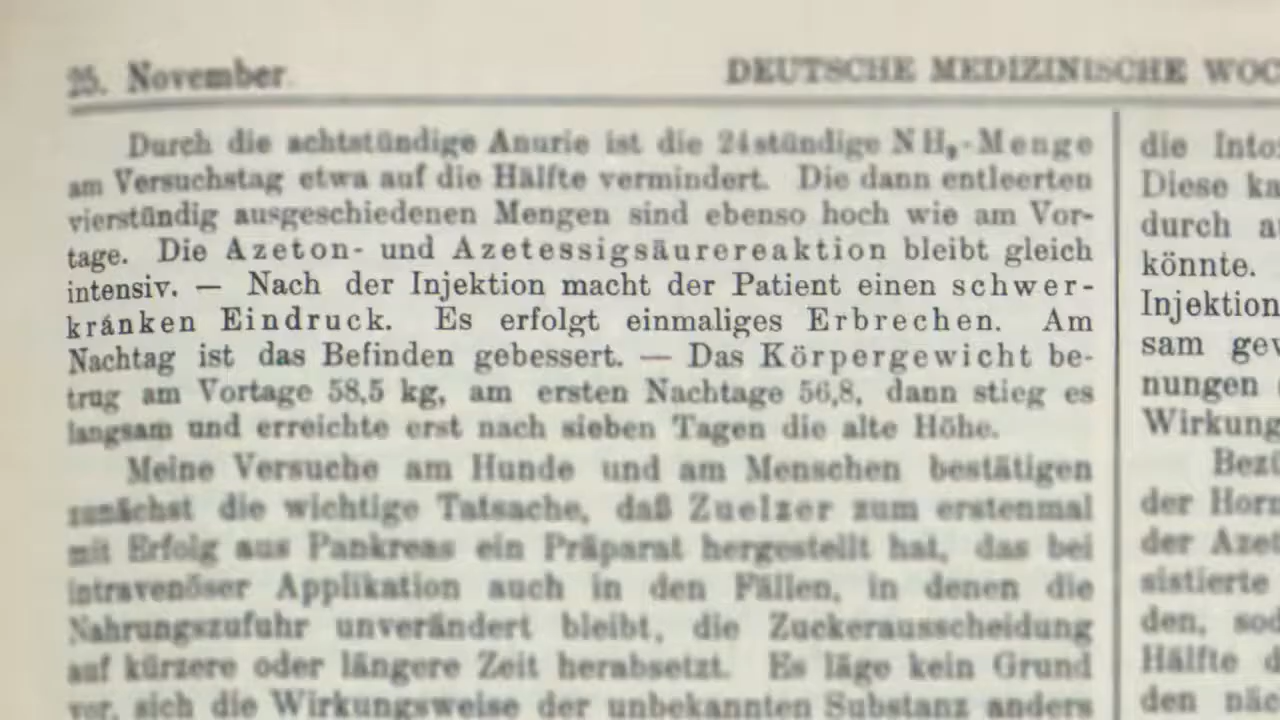 25. November.
DEUTSCHE MEDIZINISCHE WOC
Durch die achtstündige Anurie ist die 24stündige NH₃-Menge
am Versuchstag etwa auf die Hälfte vermindert. Die dann entleerten
vierstündig ausgeschiedenen Mengen sind ebenso hoch wie am Vor-
tage. Die Azeton- und Azetessigsäurereaktion bleibt gleich
intensiv. — Nach der Injektion macht der Patient einen schwer-
kranken Eindruck. Es erfolgt einmaliges Erbrechen. Am
Nachtag ist das Befinden gebessert. — Das Körpergewicht be-
trug am Vortage 58,5 kg, am ersten Nachtage 56,8, dann stieg es
langsam und erreichte erst nach sieben Tagen die alte Höhe.
Meine Versuche am Hunde und am Menschen bestätigen
zunächst die wichtige Tatsache, daß Zuelzer zum erstenmal
mit Erfolg aus Pankreas ein Präparat hergestellt hat, das bei
intravenöser Applikation auch in den Fällen, in denen die
Nahrungszufuhr unverändert bleibt, die Zuckerausscheidung
auf kürzere oder längere Zeit herabsetzt. Es läge kein Grund
vor, sich die Wirkungsweise der unbekannten Substanz anders
die Into
Diese ka
durch a
könnte.
Injektion
sam gew
nungen
Wirkung
Bezü
der Horm
der Azet
sistierte
den, sod
Hälfte d
den näc